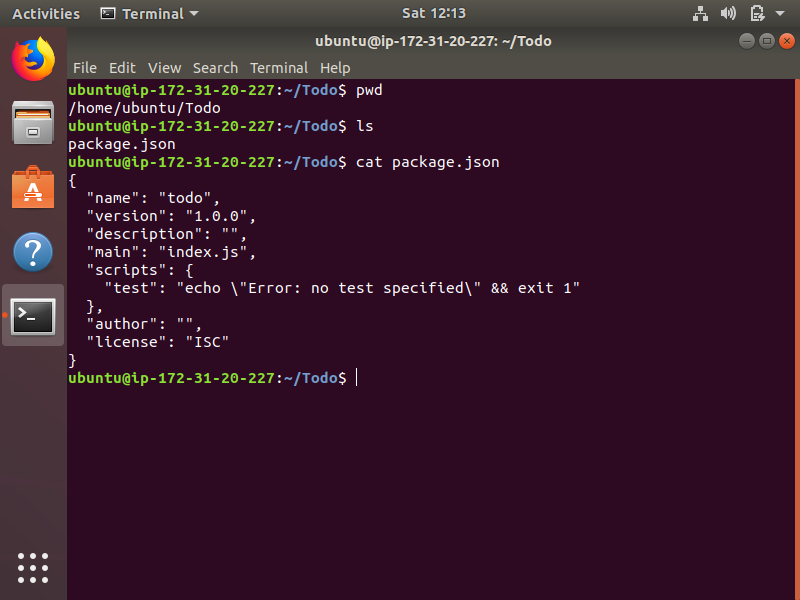 Activities Terminal Sat 12:13
ubuntu@ip-172-31-20-227: ~/Todo
File Edit View Search Terminal Help
ubuntu@ip-172-31-20-227:~/Todo$ pwd
/home/ubuntu/Todo
ubuntu@ip-172-31-20-227:~/Todo$ ls
package.json
ubuntu@ip-172-31-20-227:~/Todo$ cat package.json
{
  "name": "todo",
  "version": "1.0.0",
  "description": "",
  "main": "index.js",
  "scripts": {
    "test": "echo \"Error: no test specified\" && exit 1"
  },
  "author": "",
  "license": "ISC"
}
ubuntu@ip-172-31-20-227:~/Todo$